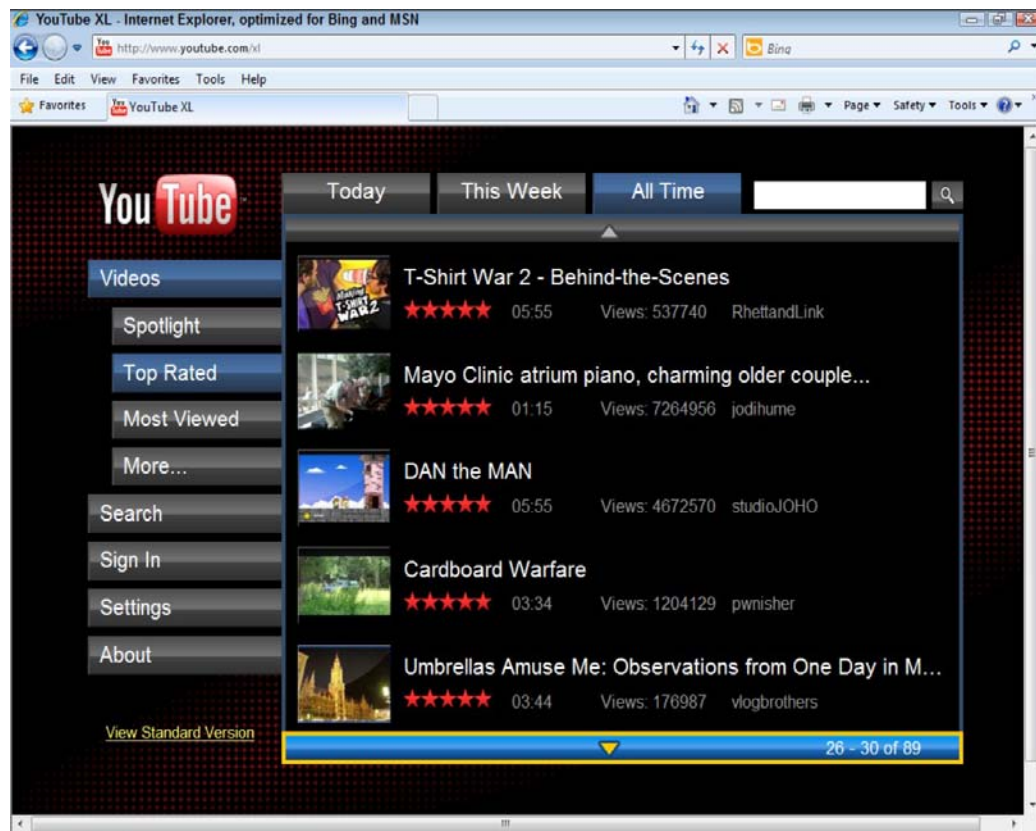 YouTube XL - Internet Explorer, optimized for Bing and MSN
http://www.youtube.com/xl
Bing
File Edit View Favorites Tools Help
Favorites
YouTube XL
Page Safety Tools
You Tube
Today
This Week
All Time
Videos
Spotlight
Top Rated
Most Viewed
More...
Search
Sign In
Settings
About
View Standard Version
Making T-SHIRT WAR 2
T-Shirt War 2 - Behind-the-Scenes
05:55 Views: 537740 RhettandLink
Mayo Clinic atrium piano, charming older couple...
01:15 Views: 7264956 jodihume
DAN the MAN
05:55 Views: 4672570 studioJOHO
Cardboard Warfare
03:34 Views: 1204129 pwnisher
Umbrellas Amuse Me: Observations from One Day in M...
03:44 Views: 176987 vlogbrothers
26 - 30 of 89